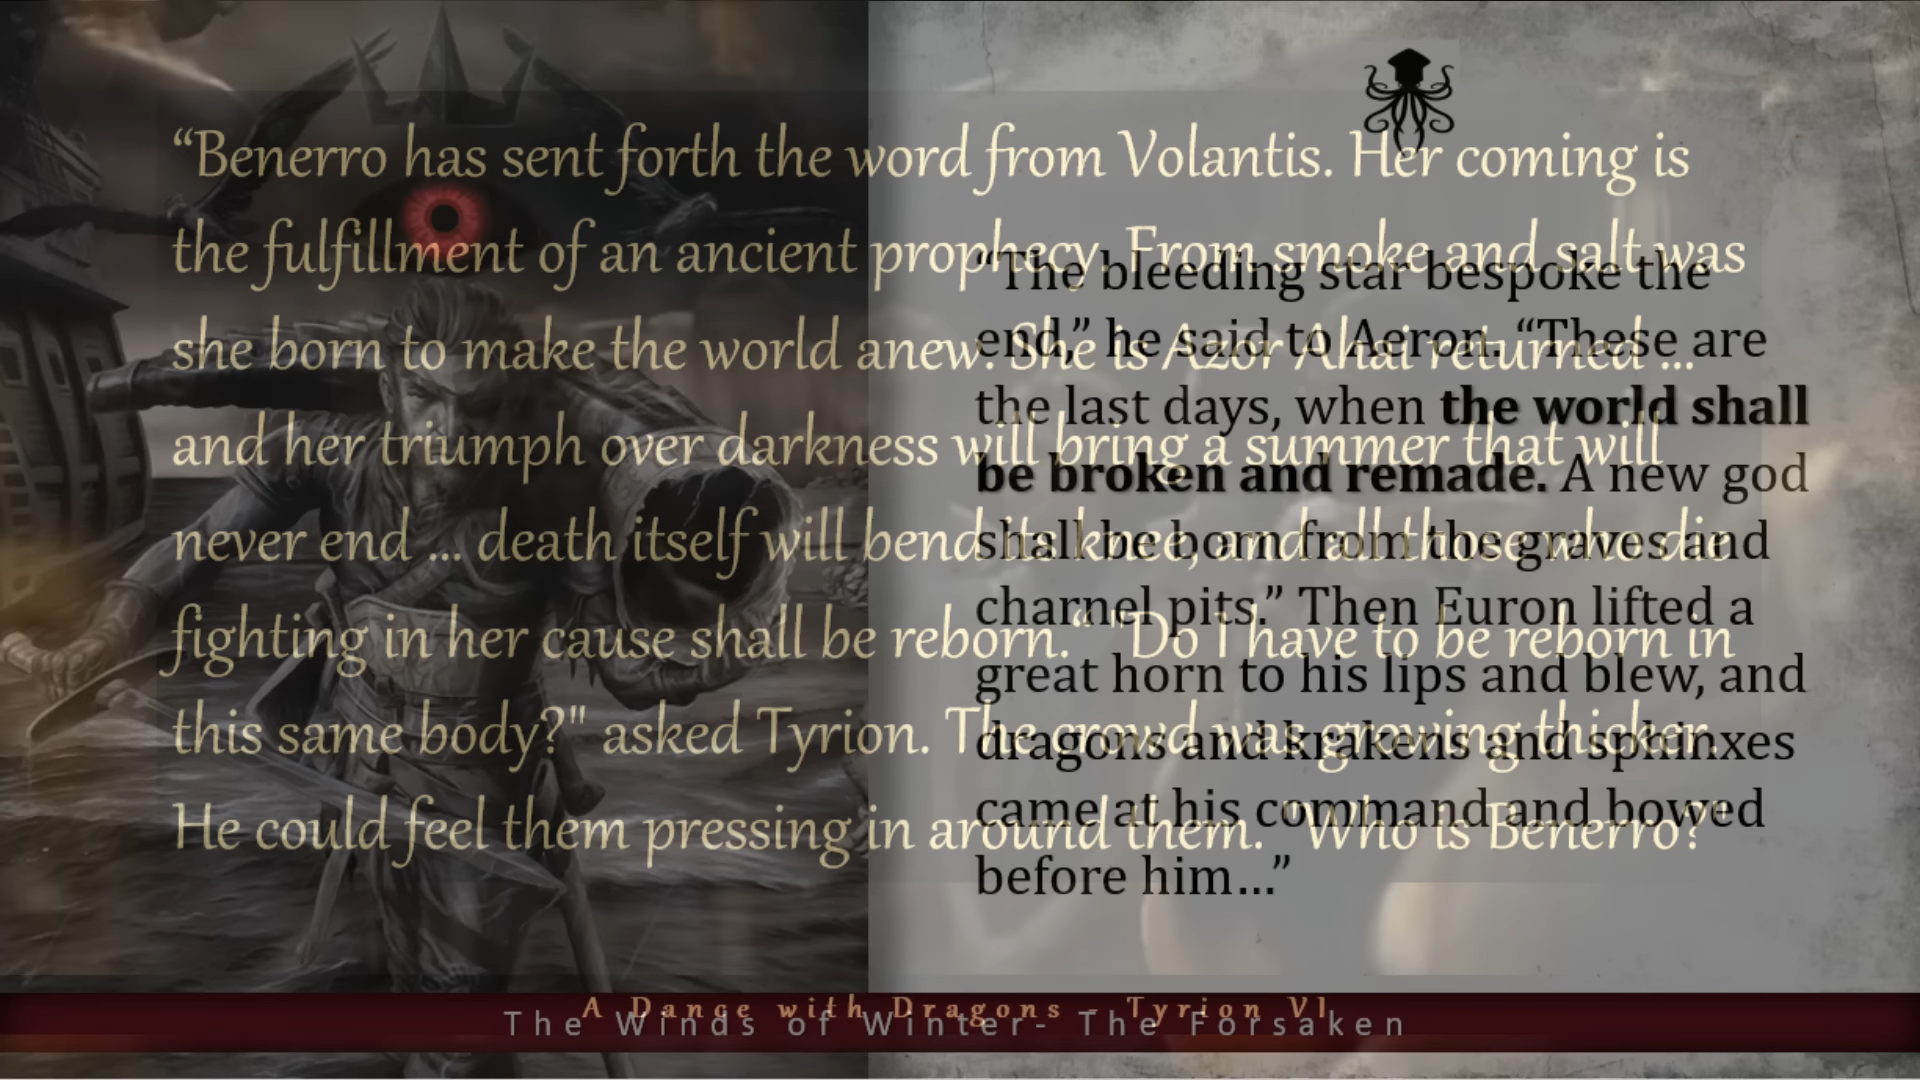 “Benerro has sent forth the word from Volantis. Her coming is
the fulfillment of an ancient prophecy. From smoke and salt was
she born to make the world anew. She is Azor Ahai returned ...
and her triumph over darkness will bring a summer that will
never end ... death itself will bend its knee, and all those who die
fighting in her cause shall be reborn.“ "Do I have to be reborn in
this same body?" asked Tyrion. The crowd was growing thicker.
He could feel them pressing in around them. "Who is Benerro?"
“The bleeding star bespoke the
end,” he said to Aeron. “These are
the last days, when the world shall
be broken and remade. A new god
shall be born from the graves and
charnel pits.” Then Euron lifted a
great horn to his lips and blew, and
dragons and krakens and sphinxes
came at his command and bowed
before him…”
A Dance with Dragons - Tyrion VI
The Winds of Winter- The Forsaken